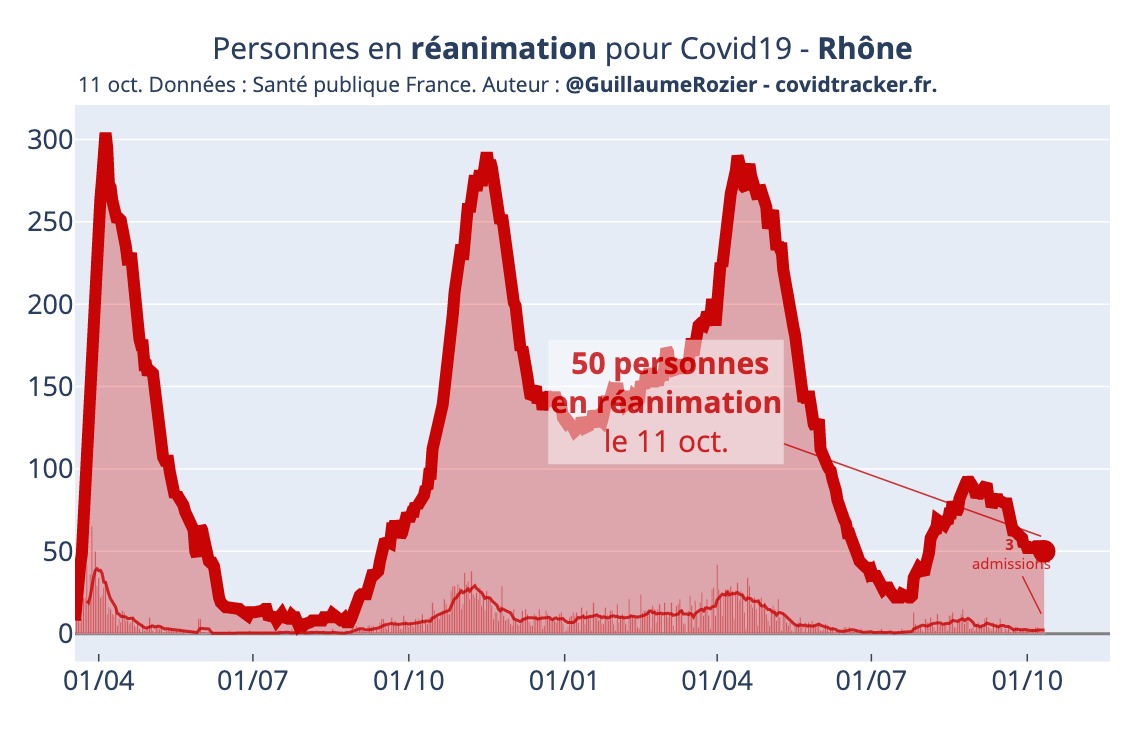 Personnes en réanimation pour Covid19 - Rhône
11 oct. Données : Santé publique France. Auteur : @GuillaumeRozier - covidtracker.fr.
300
250
200
150
100
50
0
50 personnes
en réanimation
le 11 oct.
3
admissions
01/04 01/07 01/10 01/01 01/04 01/07 01/10